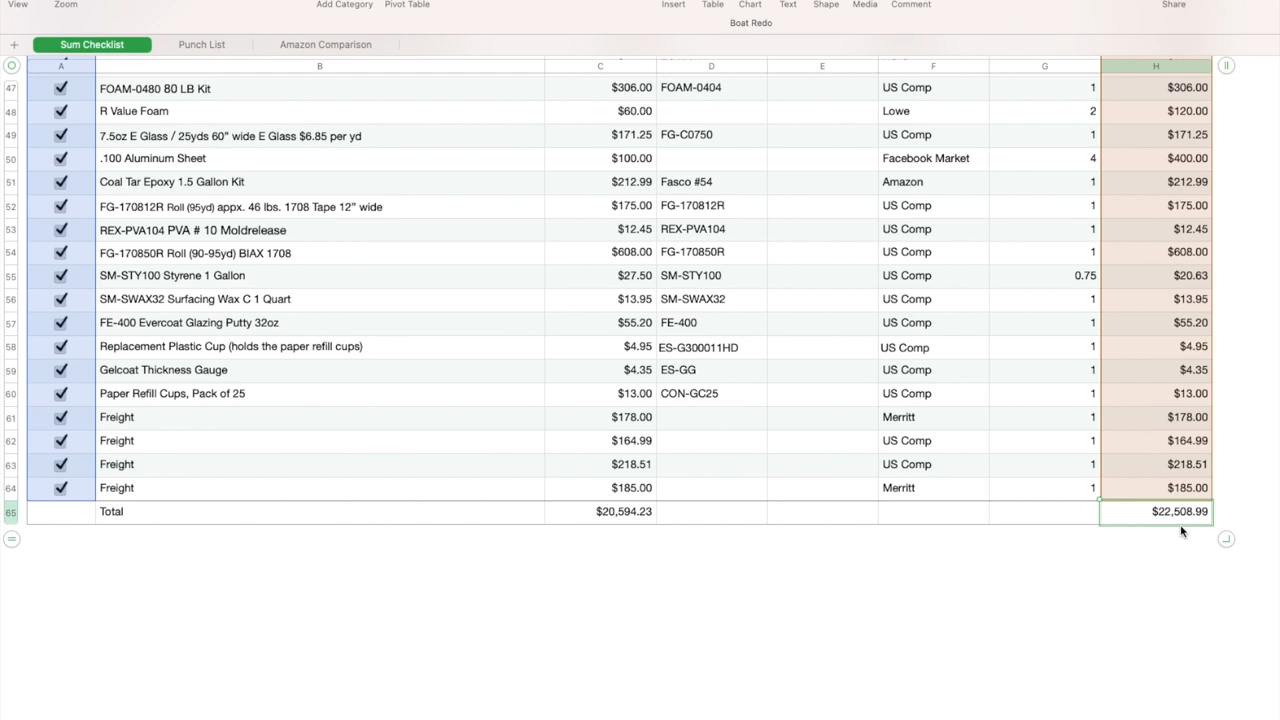 View Zoom Add Category Pivot Table Insert Table Chart Text Shape Media Comment Share
Boat Redo
Sum Checklist Punch List Amazon Comparison
A B C D E F G H
47 FOAM-0480 80 LB Kit $306.00 FOAM-0404 US Comp 1 $306.00
48 R Value Foam $60.00 Lowe 2 $120.00
49 7.5oz E Glass / 25yds 60" wide E Glass $6.85 per yd $171.25 FG-C0750 US Comp 1 $171.25
50 .100 Aluminum Sheet $100.00 Facebook Market 4 $400.00
51 Coal Tar Epoxy 1.5 Gallon Kit $212.99 Fasco #54 Amazon 1 $212.99
52 FG-170812R Roll (95yd) appx. 46 lbs. 1708 Tape 12" wide $175.00 FG-170812R US Comp 1 $175.00
53 REX-PVA104 PVA # 10 Moldrelease $12.45 REX-PVA104 US Comp 1 $12.45
54 FG-170850R Roll (90-95yd) BIAX 1708 $608.00 FG-170850R US Comp 1 $608.00
55 SM-STY100 Styrene 1 Gallon $27.50 SM-STY100 US Comp 0.75 $20.63
56 SM-SWAX32 Surfacing Wax C 1 Quart $13.95 SM-SWAX32 US Comp 1 $13.95
57 FE-400 Evercoat Glazing Putty 32oz $55.20 FE-400 US Comp 1 $55.20
58 Replacement Plastic Cup (holds the paper refill cups) $4.95 ES-G300011HD US Comp 1 $4.95
59 Gelcoat Thickness Gauge $4.35 ES-GG US Comp 1 $4.35
60 Paper Refill Cups, Pack of 25 $13.00 CON-GC25 US Comp 1 $13.00
61 Freight $178.00 Merritt 1 $178.00
62 Freight $164.99 US Comp 1 $164.99
63 Freight $218.51 US Comp 1 $218.51
64 Freight $185.00 Merritt 1 $185.00
65 Total $20,594.23 $22,508.99